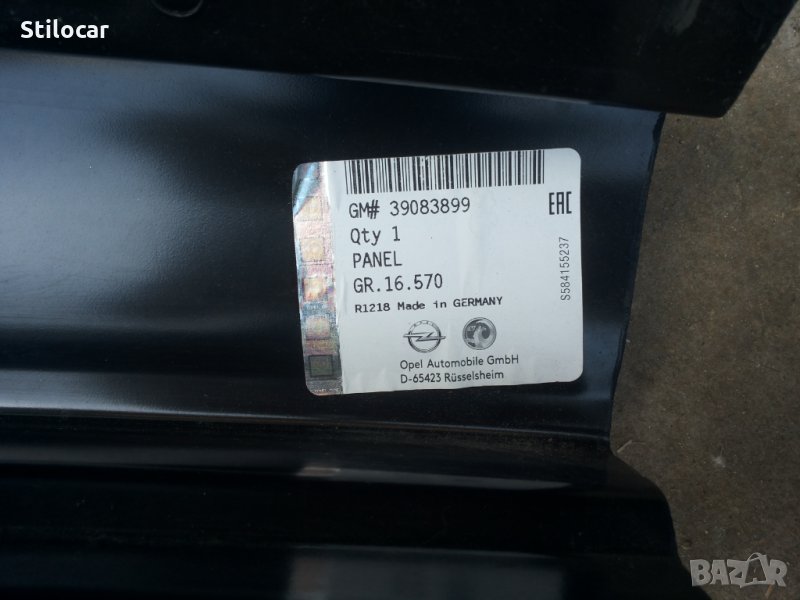 Stilocar
GM# 39083899
EAC
Qty 1
PANEL
GR.16.570
R1218 Made in GERMANY
S584155237
Opel Automobile GmbH
D-65423 Rüsselsheim
BAZAR